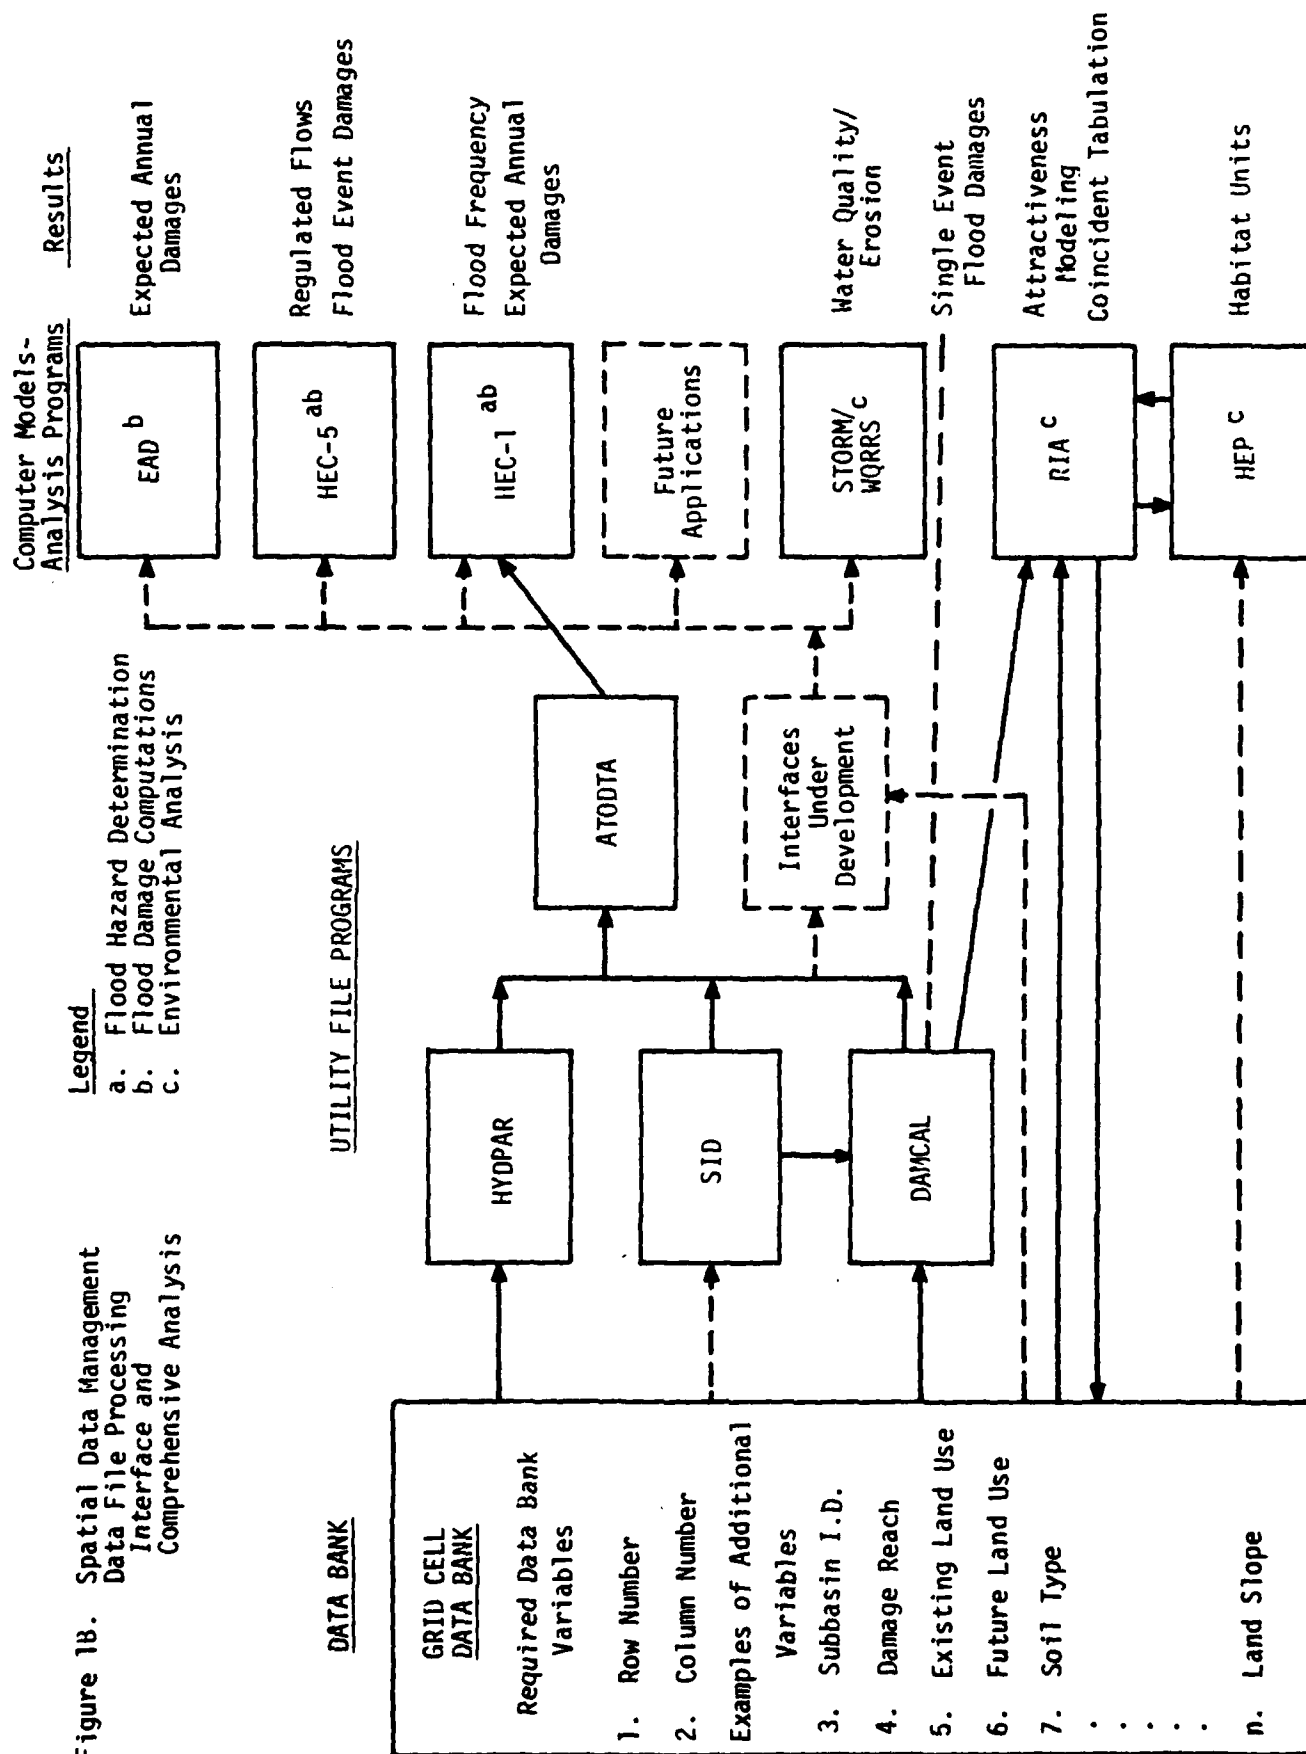 Figure 1B. Spatial Data Management
Data File Processing
Interface and
Comprehensive Analysis
Legend
a. Flood Hazard Determination
b. Flood Damage Computations
c. Environmental Analysis
DATA BANK
UTILITY FILE PROGRAMS
Computer Models-
Analysis Programs
Results
GRID CELL
DATA BANK
Required Data Bank
Variables
1. Row Number
2. Column Number
Examples of Additional
Variables
3. Subbasin I.D.
4. Damage Reach
5. Existing Land Use
6. Future Land Use
7. Soil Type
.
.
.
.
.
n. Land Slope
HYDPAR
SID
DAMCAL
ATODTA
Interfaces
Under
Development
EAD b
HEC-5 ab
HEC-1 ab
Future
Applications
STORM/
WQRRS c
RIA c
HEP c
Expected Annual
Damages
Regulated Flows
Flood Event Damages
Flood Frequency
Expected Annual
Damages
Water Quality/
Erosion
Single Event
Flood Damages
Attractiveness
Modeling
Coincident Tabulation
Habitat Units